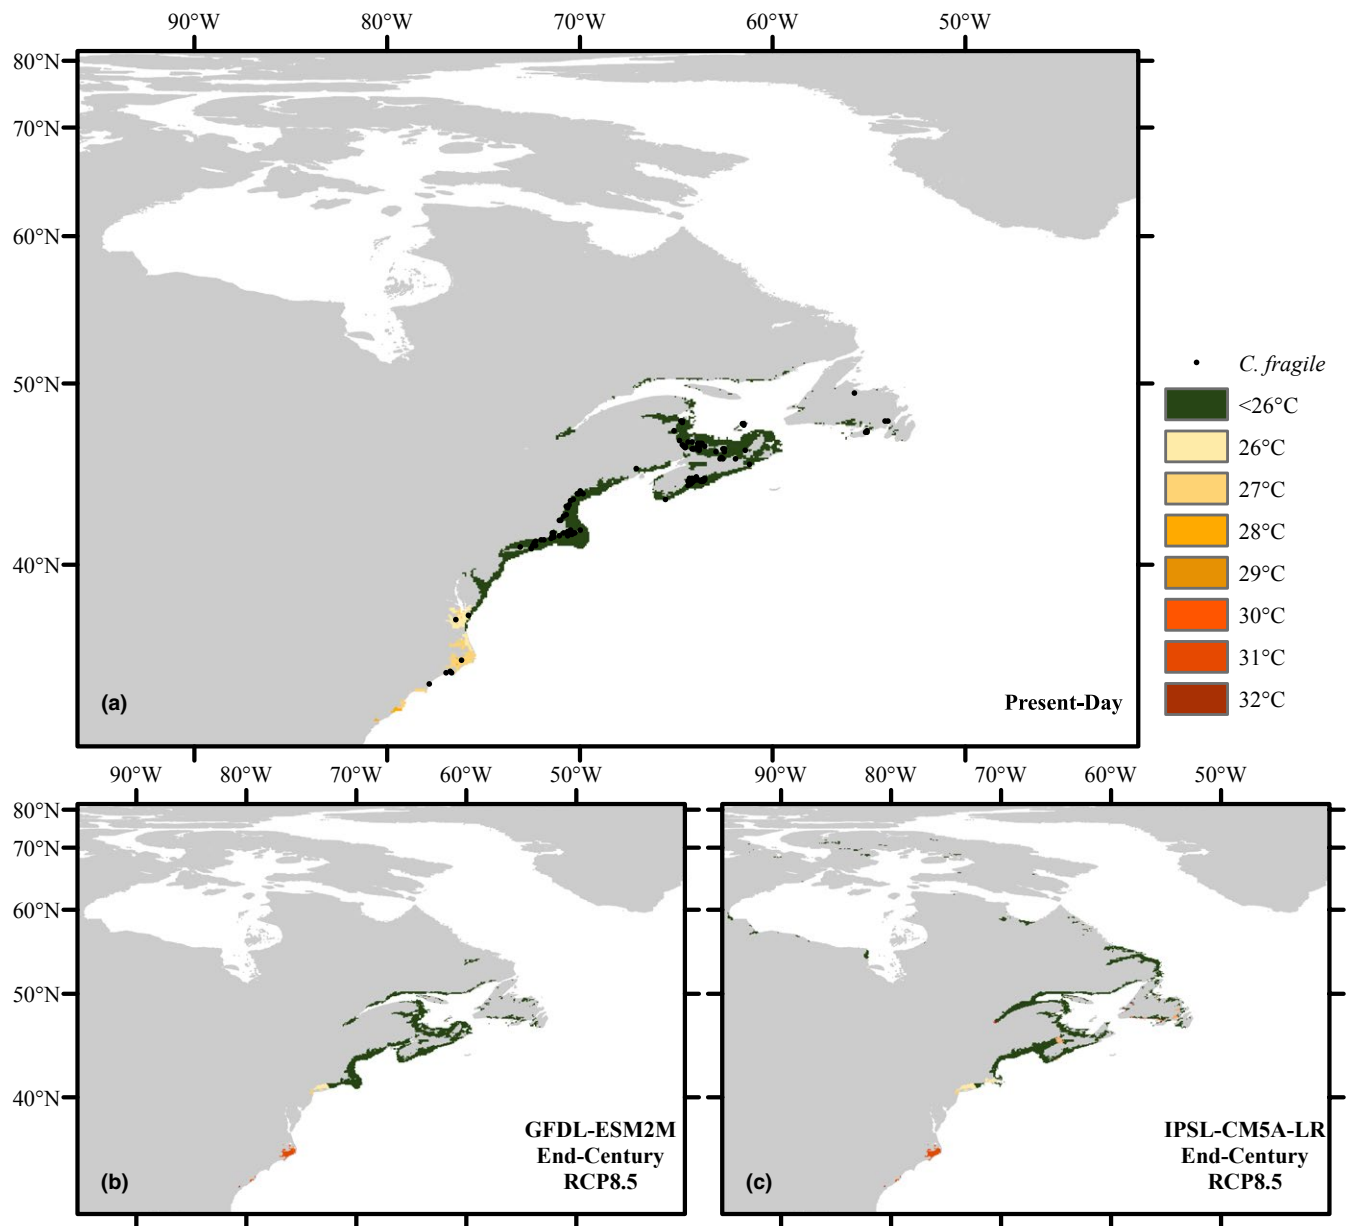 90°W 80°W 70°W 60°W 50°W
80°N
70°N
60°N
50°N
40°N
C. fragile
<26°C
26°C
27°C
28°C
29°C
30°C
31°C
32°C
(a)
Present-Day
90°W 80°W 70°W 60°W 50°W
90°W 80°W 70°W 60°W 50°W
80°N
70°N
60°N
50°N
40°N
GFDL-ESM2M
End-Century
RCP8.5
(b)
IPSL-CM5A-LR
End-Century
RCP8.5
(c)